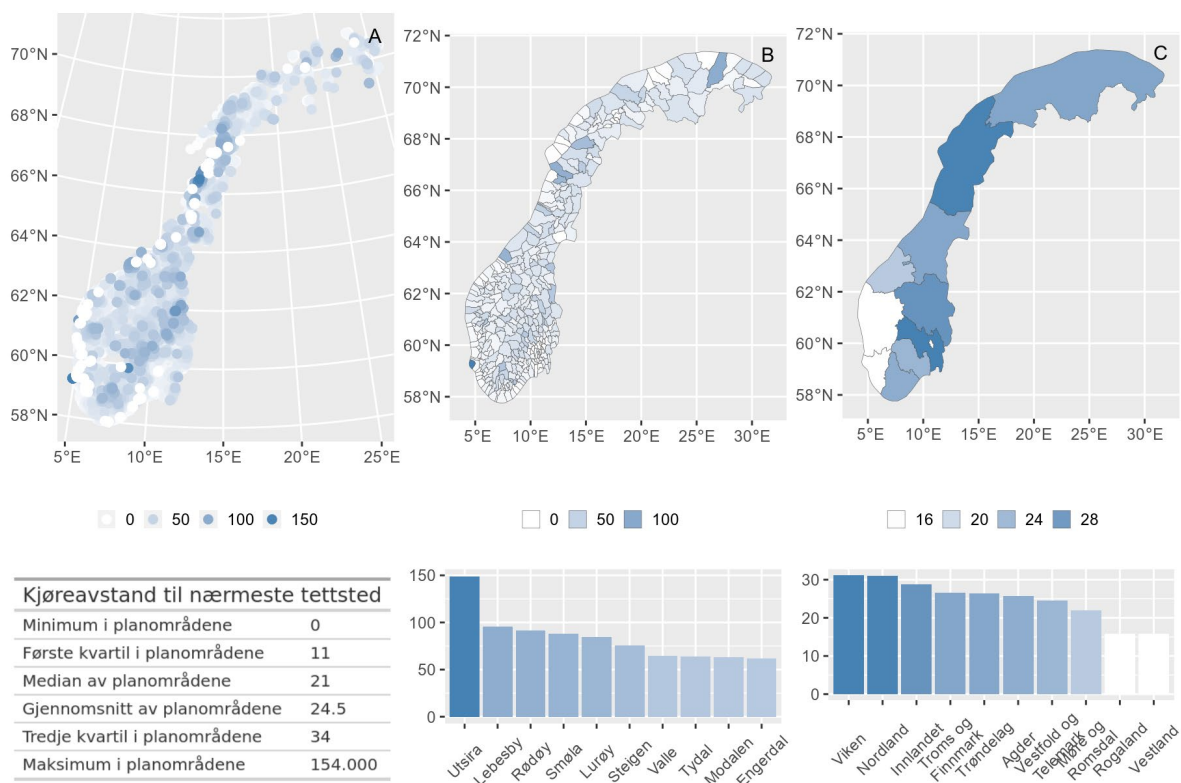 A
70°N
68°N
66°N
64°N
62°N
60°N
58°N
5°E 10°E 15°E 20°E 25°E
B
72°N
70°N
68°N
66°N
64°N
62°N
60°N
58°N
5°E 10°E 15°E 20°E 25°E 30°E
C
72°N
70°N
68°N
66°N
64°N
62°N
60°N
58°N
5°E 10°E 15°E 20°E 25°E 30°E
0 50 100 150
0 50 100
16 20 24 28
Kjøreavstand til nærmeste tettsted
Minimum i planområdene 0
Første kvartil i planområdene 11
Median av planområdene 21
Gjennomsnitt av planområdene 24.5
Tredje kvartil i planområdene 34
Maksimum i planområdene 154.000
150
100
50
0
Utsira
Lebesby
Rødøy
Smøla
Lurøy
Steigen
Valle
Tydal
Modalen
Engerdal
30
20
10
0
Viken
Nordland
Innlandet
Troms og
Finnmark
Trøndelag
Agder
Vestfold og
Telemark
Møre og
Romsdal
Rogaland
Vestland